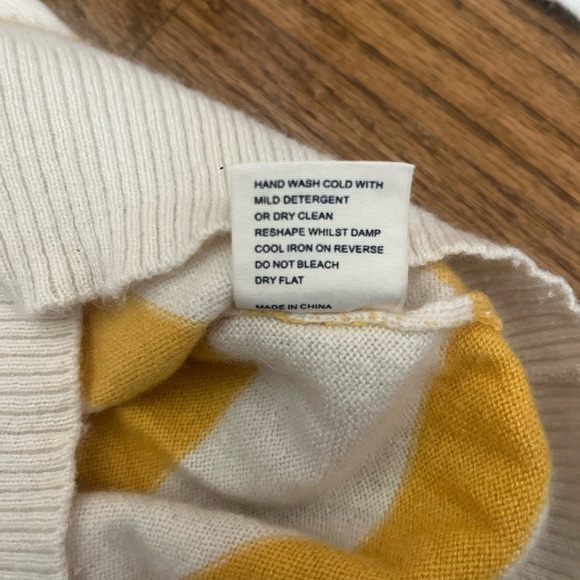 HAND WASH COLD WITH
MILD DETERGENT
OR DRY CLEAN
RESHAPE WHILST DAMP
COOL IRON ON REVERSE
DO NOT BLEACH
DRY FLAT
MADE IN CHINA